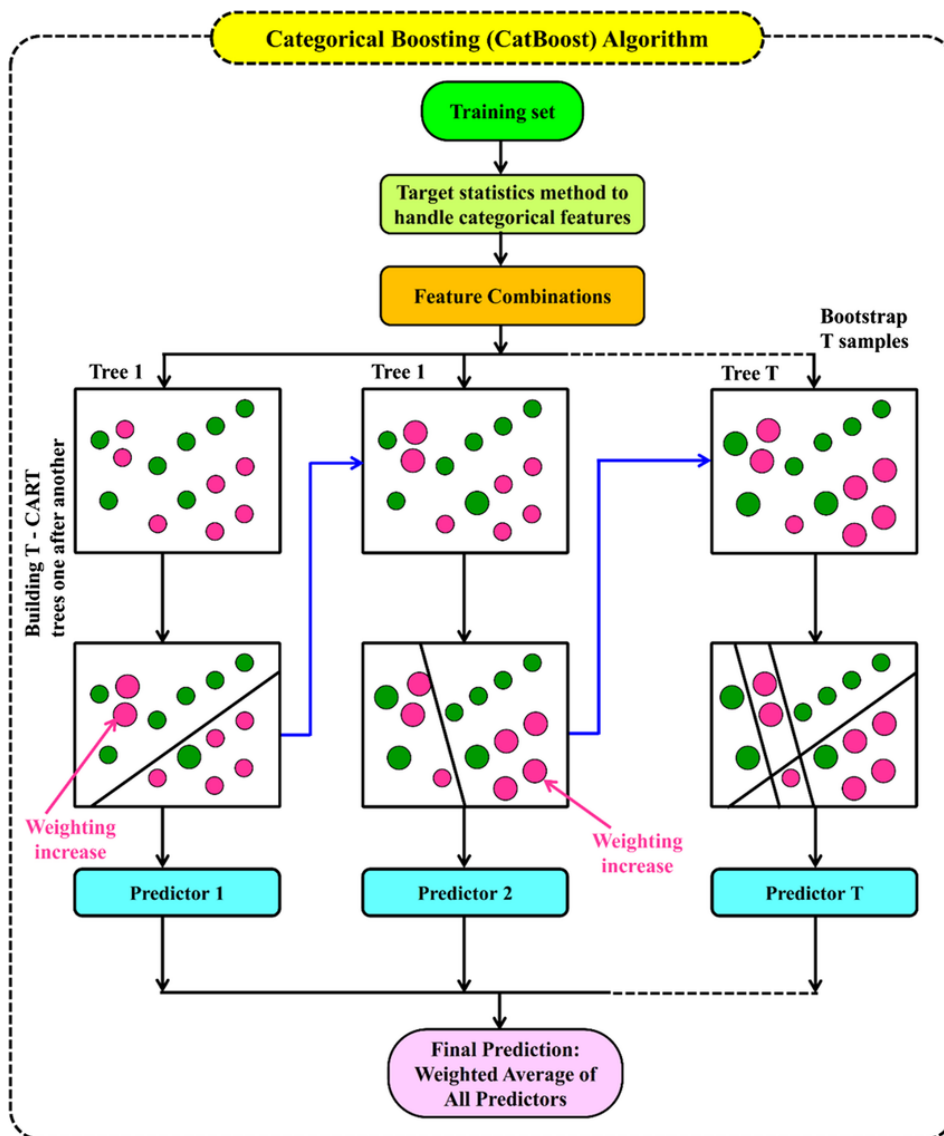 Categorical Boosting (CatBoost) Algorithm
Training set
Target statistics method to
handle categorical features
Feature Combinations
Bootstrap
T samples
Tree 1
Tree 1
Tree T
Building T - CART
trees one after another
Weighting
increase
Weighting
increase
Predictor 1
Predictor 2
Predictor T
Final Prediction:
Weighted Average of
All Predictors